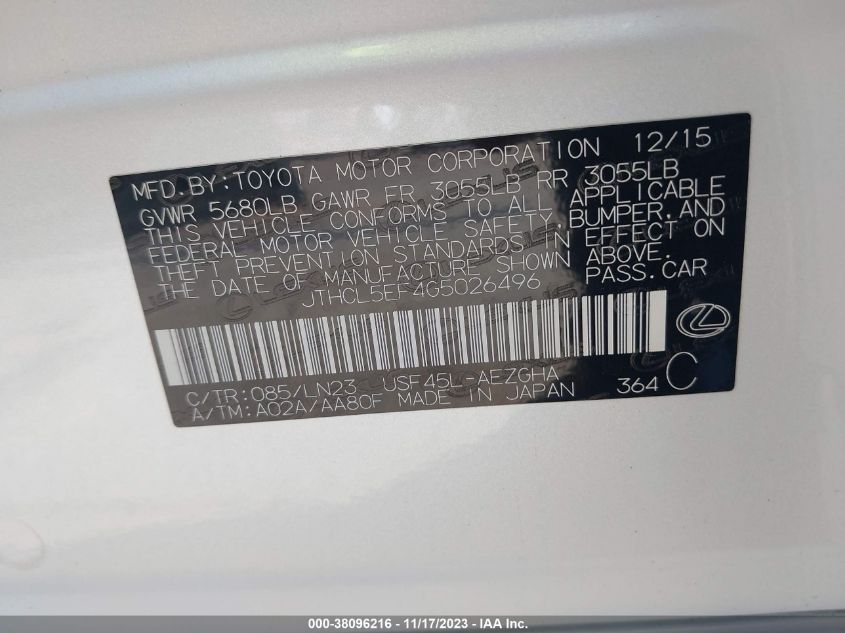 MFD. BY: TOYOTA MOTOR CORPORATION 12/15
GVWR 5680LB GAWR FR 3055LB RR 3055LB
THIS VEHICLE CONFORMS TO ALL APPLICABLE
FEDERAL MOTOR VEHICLE SAFETY, BUMPER, AND
THEFT PREVENTION STANDARDS IN EFFECT ON
THE DATE OF MANUFACTURE SHOWN ABOVE.
JTHCL5EF4G5026496 PASS. CAR
C/TR: 085/LN23 USF45L-AEZGHA
A/TM: A02A/AA80F MADE IN JAPAN 364 C
000-38096216 - 11/17/2023 - IAA Inc.